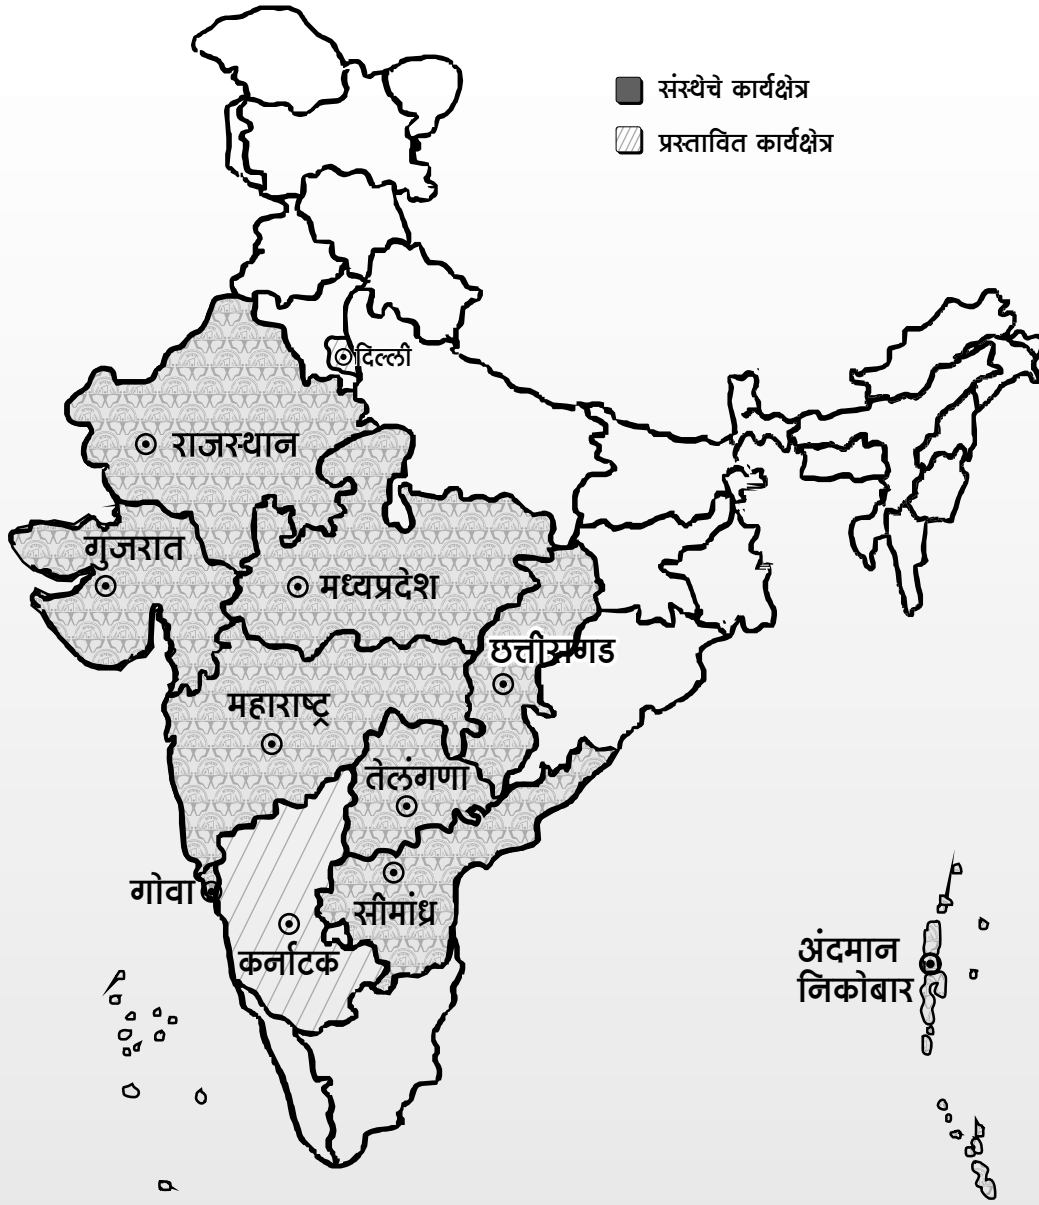 संस्थेचे कार्यक्षेत्र
प्रस्तावित कार्यक्षेत्र
दिल्ली
राजस्थान
गुजरात
मध्यप्रदेश
छत्तीसगड
महाराष्ट्र
तेलंगणा
गोवा
सीमांध्र
कर्नाटक
अंदमान
निकोबार